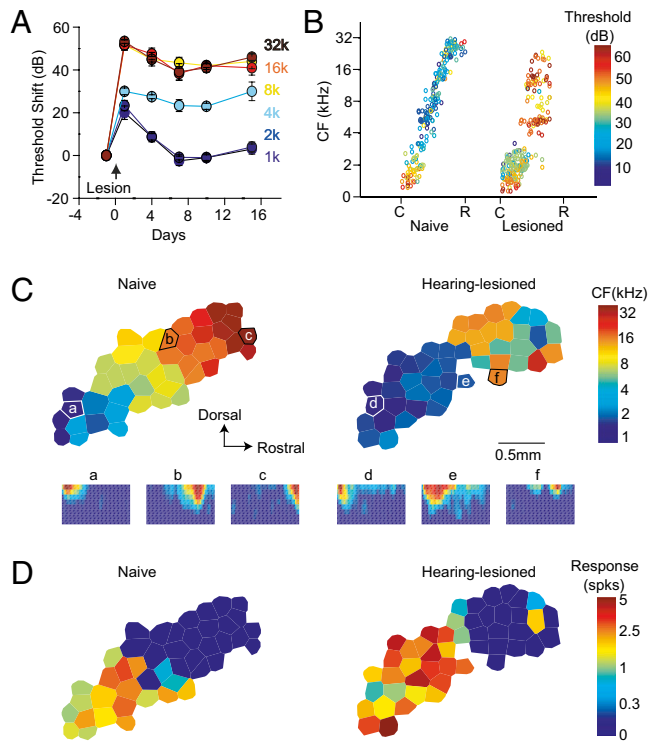 A
Threshold Shift (dB)
60
40
20
0
-20
Lesion
-4 0 4 8 12 16
Days
32k
16k
8k
4k
2k
1k
B
CF (kHz)
32
16
8
4
2
0
C R C R
Naive Lesioned
Threshold
(dB)
60
50
40
30
20
10
C
Naive
Hearing-lesioned
a
b
c
d
e
f
Dorsal
Rostral
0.5mm
CF(kHz)
32
16
8
4
2
1
a b c d e f
D
Naive
Hearing-lesioned
Response
(spks)
5
2.5
1
0.3
0